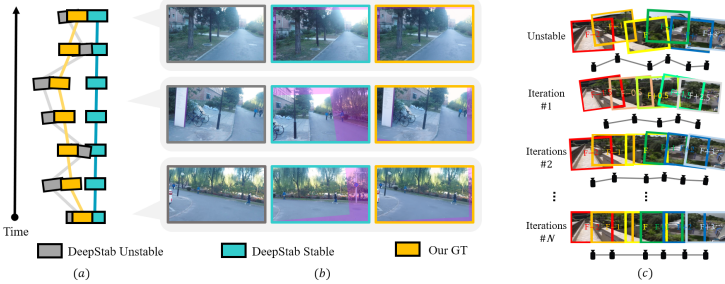 Time
DeepStab Unstable
DeepStab Stable
Our GT
(a)
(b)
Unstable
Iteration
#1
Iterations
#2
⋮
⋮
Iterations
#N
(c)